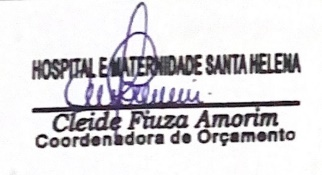 HOSPITAL E MATERNIDADE SANTA HELENA
Cleide Fiuza Amorim
Coordenadora de Orçamento